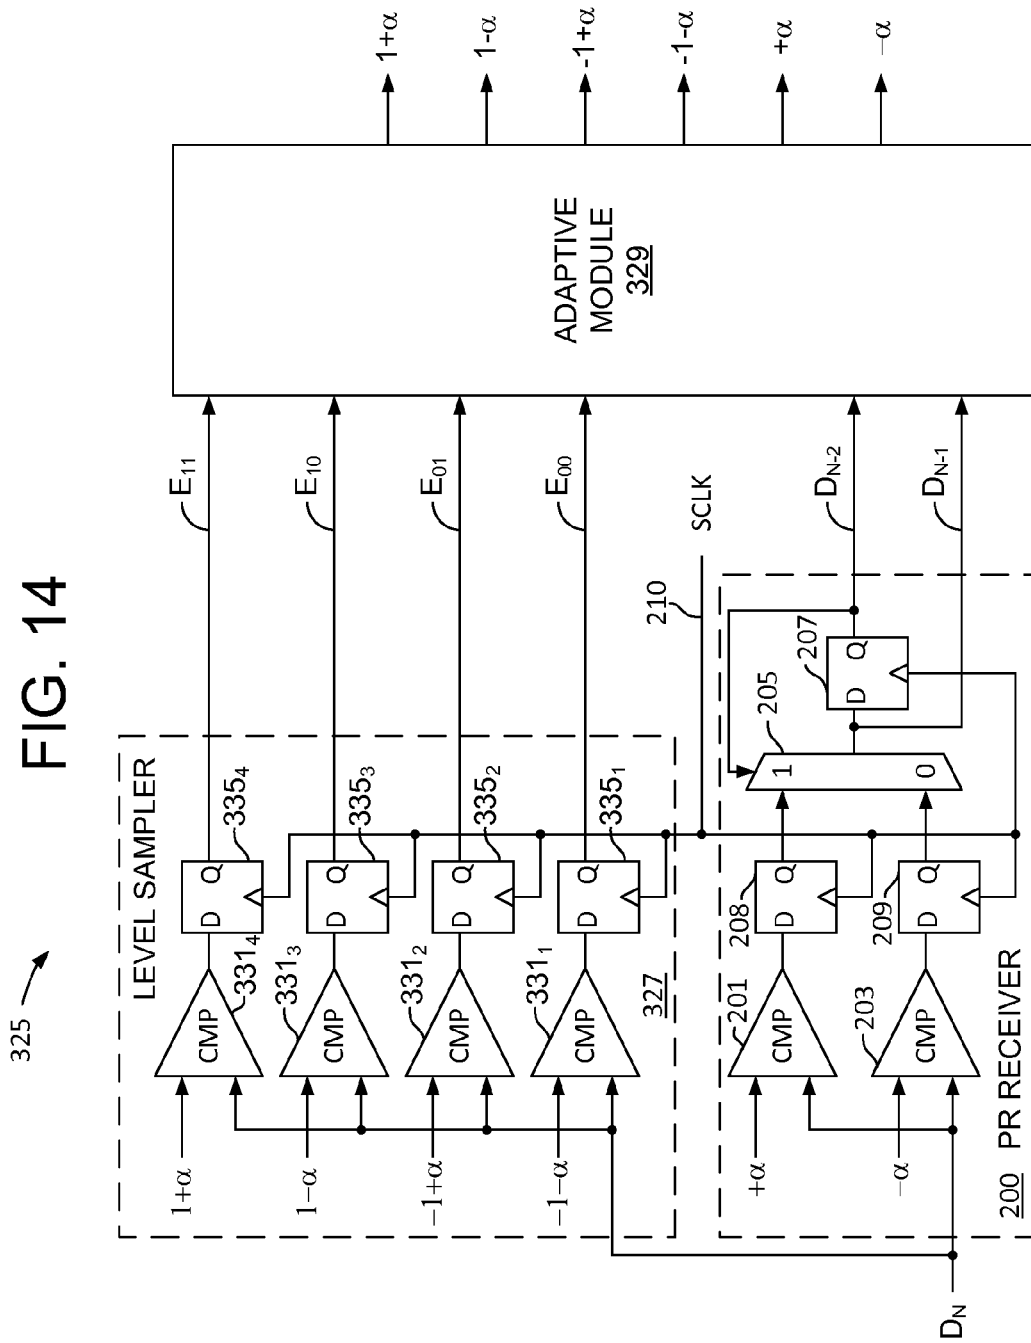 FIG. 14
325
LEVEL SAMPLER
1+α
CMP
331₄
D Q
335₄
E₁₁
1−α
CMP
331₃
D Q
335₃
E₁₀
−1+α
CMP
331₂
D Q
335₂
E₀₁
−1−α
CMP
331₁
D Q
335₁
E₀₀
327
SCLK
210
ADAPTIVE
MODULE
329
1+α
1-α
-1+α
-1-α
+α
−α
+α
CMP
201
D Q
208
−α
CMP
203
D Q
209
1
0
205
D Q
207
D_N-2
D_N-1
200 PR RECEIVER
D_N